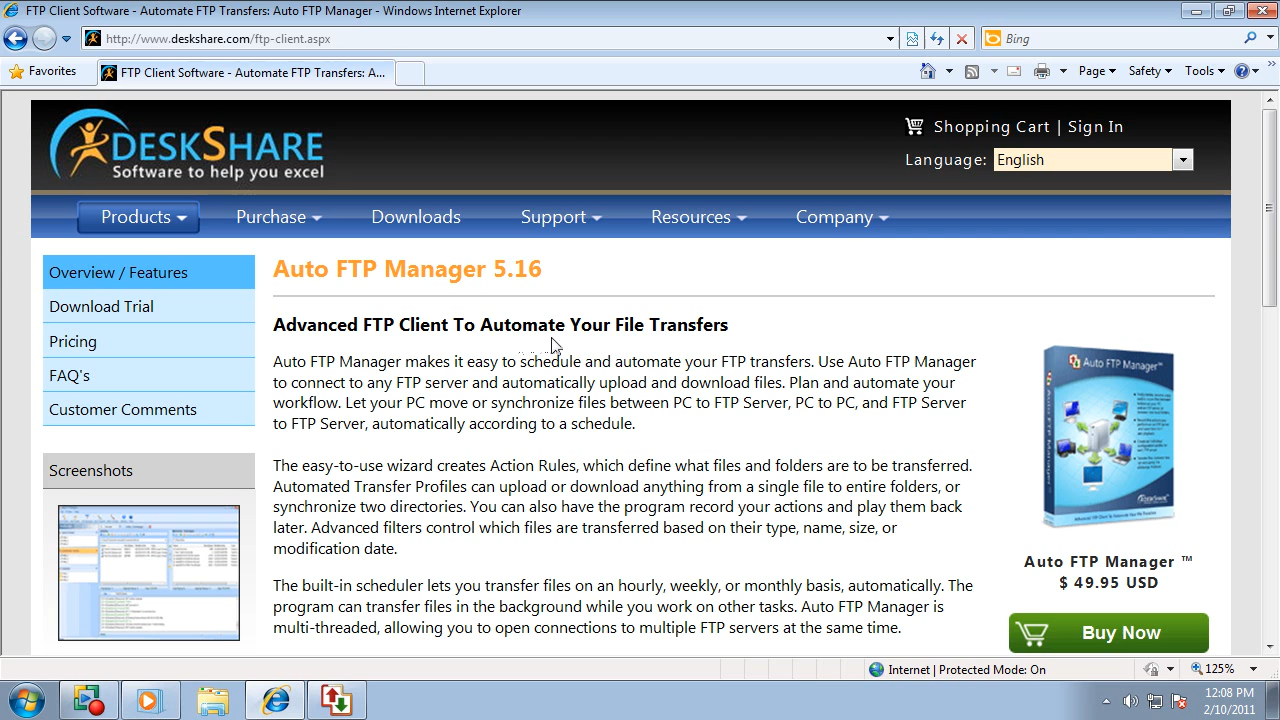 FTP Client Software - Automate FTP Transfers: Auto FTP Manager - Windows Internet Explorer
http://www.deskshare.com/ftp-client.aspx
Bing
Favorites
FTP Client Software - Automate FTP Transfers: A...
Page
Safety
Tools
DESKSHARE
Software to help you excel
Shopping Cart | Sign In
Language: English
Products
Purchase
Downloads
Support
Resources
Company
Overview / Features
Download Trial
Pricing
FAQ's
Customer Comments
Screenshots
Auto FTP Manager 5.16
Advanced FTP Client To Automate Your File Transfers
Auto FTP Manager makes it easy to schedule and automate your FTP transfers. Use Auto FTP Manager
to connect to any FTP server and automatically upload and download files. Plan and automate your
workflow. Let your PC move or synchronize files between PC to FTP Server, PC to PC, and FTP Server
to FTP Server, automatically according to a schedule.
The easy-to-use wizard creates Action Rules, which define what files and folders are to be transferred.
Automated Transfer Profiles can upload or download anything from a single file to entire folders, or
synchronize two directories. You can also have the program record your actions and play them back
later. Advanced filters control which files are transferred based on their type, name, size, or
modification date.
The built-in scheduler lets you transfer files on an hourly, weekly, or monthly basis, automatically. The
program can transfer files in the background while you work on other tasks. Auto FTP Manager is
multi-threaded, allowing you to open connections to multiple FTP servers at the same time.
Auto FTP Manager™
Auto FTP Manager ™
$ 49.95 USD
Buy Now
Internet | Protected Mode: On
125%
12:08 PM
2/10/2011